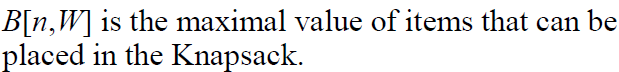 B[n,W] is the maximal value of items that can be
placed in the Knapsack.